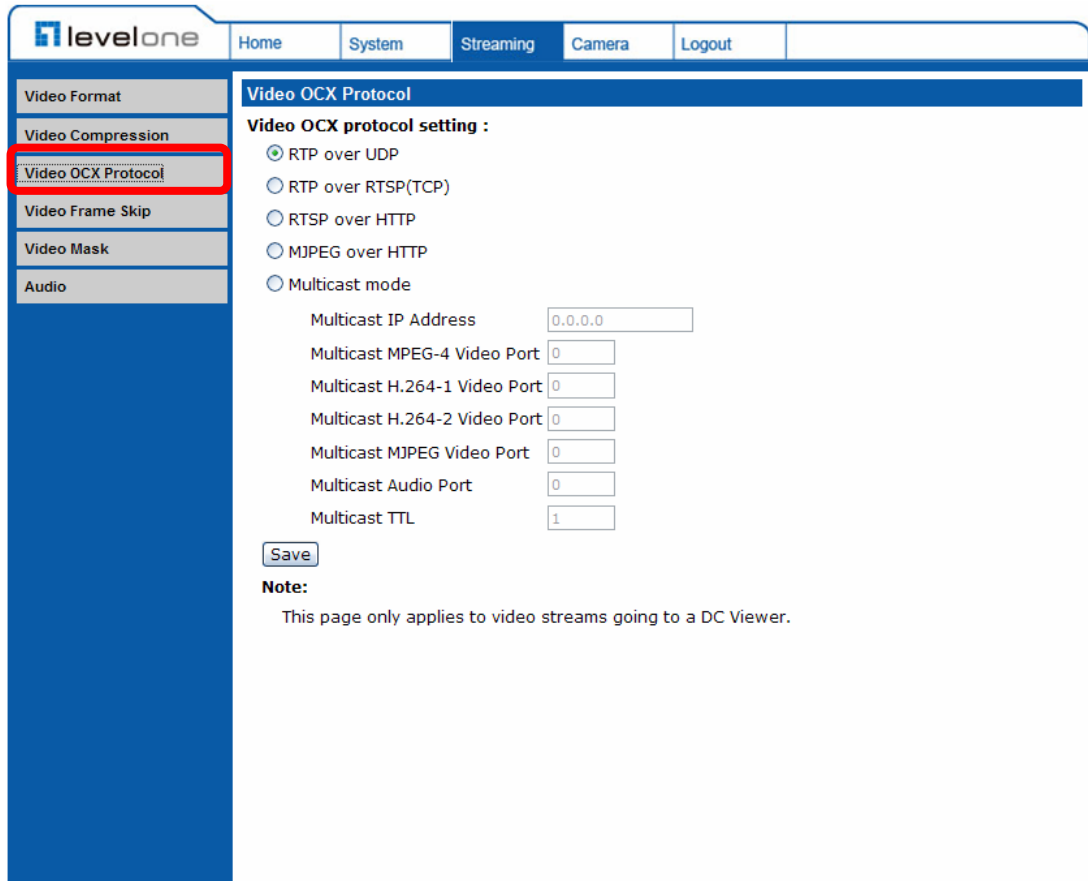 levelone
Home System Streaming Camera Logout
Video Format
Video Compression
Video OCX Protocol
Video Frame Skip
Video Mask
Audio
Video OCX Protocol
Video OCX protocol setting :
RTP over UDP
RTP over RTSP(TCP)
RTSP over HTTP
MJPEG over HTTP
Multicast mode
Multicast IP Address 0.0.0.0
Multicast MPEG-4 Video Port 0
Multicast H.264-1 Video Port 0
Multicast H.264-2 Video Port 0
Multicast MJPEG Video Port 0
Multicast Audio Port 0
Multicast TTL 1
Save
Note:
This page only applies to video streams going to a DC Viewer.